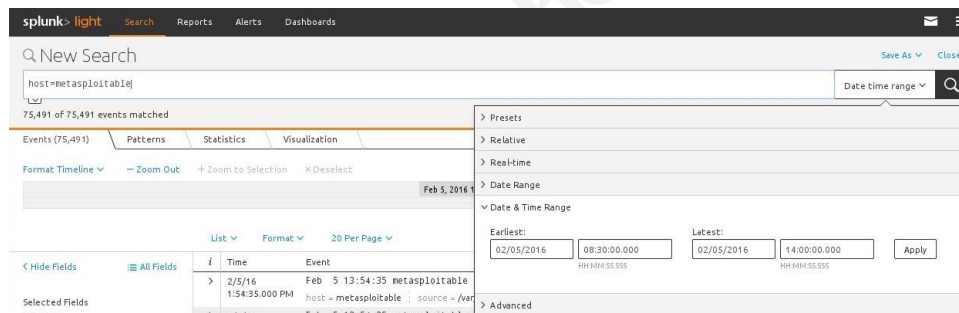 splunk> light Search Reports Alerts Dashboards
New Search
Save As Close
host=metasploitable
Date time range
75,491 of 75,491 events matched
Events (75,491) Patterns Statistics Visualization
Format Timeline — Zoom Out + Zoom to Selection × Deselect
Feb 5, 2016 1
List Format 20 Per Page
< Hide Fields All Fields
i Time Event
> 2/5/16 1:54:35.000 PM
Feb 5 13:54:35 metasploitable
host = metasploitable source = /var
Selected Fields
> Presets
> Relative
> Real-time
> Date Range
Date & Time Range
Earliest: Latest:
02/05/2016 08:30:00.000 02/05/2016 14:00:00.000 Apply
HH:MM:SS.SSS HH:MM:SS.SSS
> Advanced